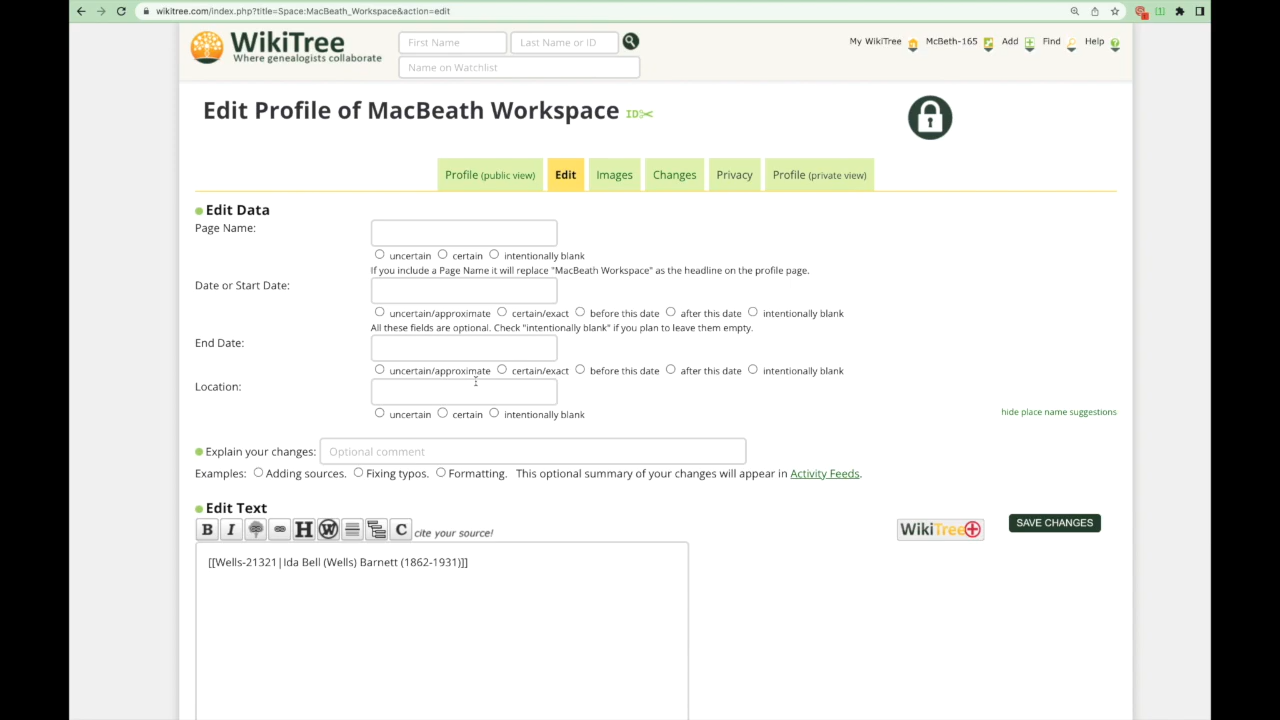 wikitree.com/index.php?title=Space:MacBeath_Workspace&action=edit
WikiTree
Where genealogists collaborate
First Name
Last Name or ID
Name on Watchlist
My WikiTree
McBeth-165
Add
Find
Help
Edit Profile of MacBeath Workspace
ID
Profile (public view)
Edit
Images
Changes
Privacy
Profile (private view)
Edit Data
Page Name:
uncertain certain intentionally blank
If you include a Page Name it will replace "MacBeath Workspace" as the headline on the profile page.
Date or Start Date:
uncertain/approximate certain/exact before this date after this date intentionally blank
All these fields are optional. Check "intentionally blank" if you plan to leave them empty.
End Date:
uncertain/approximate certain/exact before this date after this date intentionally blank
Location:
uncertain certain intentionally blank
hide place name suggestions
Explain your changes: Optional comment
Examples: Adding sources. Fixing typos. Formatting. This optional summary of your changes will appear in Activity Feeds.
Edit Text
B I H W C cite your source!
WikiTree+
SAVE CHANGES
[[Wells-21321|Ida Bell (Wells) Barnett (1862-1931)]]